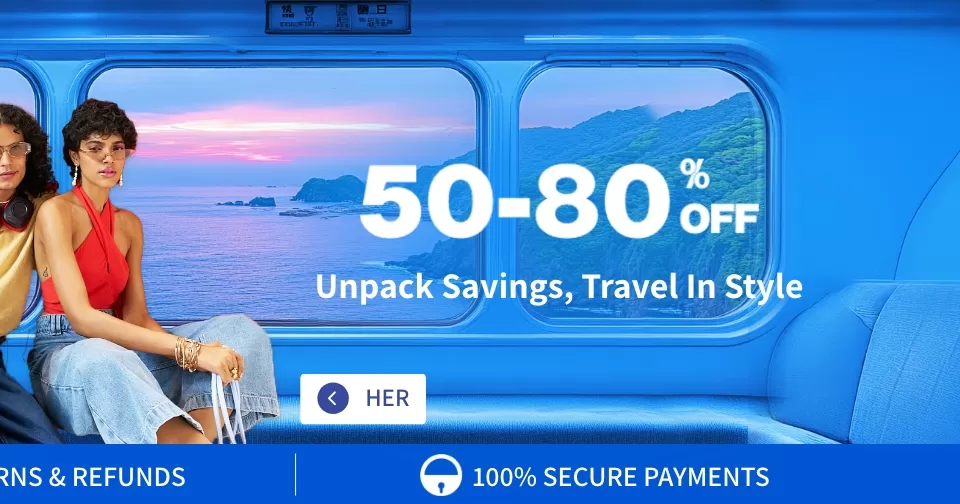 50-80% OFF
Unpack Savings, Travel In Style
HER
RNS & REFUNDS
100% SECURE PAYMENTS